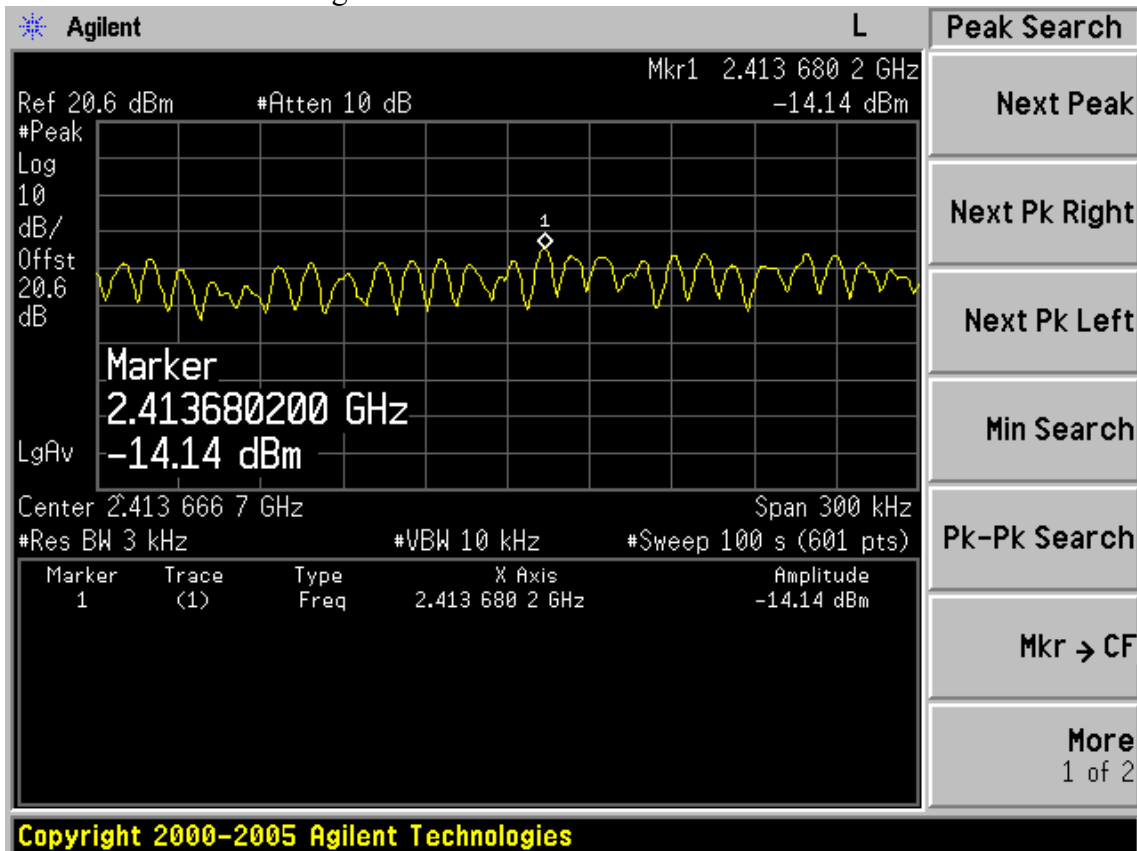 Agilent L Peak Search
Mkr1 2.413 680 2 GHz
Ref 20.6 dBm #Atten 10 dB -14.14 dBm
#Peak
Log
10
dB/
Offst
20.6
dB
1
Marker
2.413680200 GHz
-14.14 dBm
LgAv
Center 2.413 666 7 GHz Span 300 kHz
#Res BW 3 kHz #VBW 10 kHz #Sweep 100 s (601 pts)
Marker Trace Type X Axis Amplitude
1 (1) Freq 2.413 680 2 GHz -14.14 dBm
Next Peak
Next Pk Right
Next Pk Left
Min Search
Pk-Pk Search
Mkr → CF
More
1 of 2
Copyright 2000-2005 Agilent Technologies